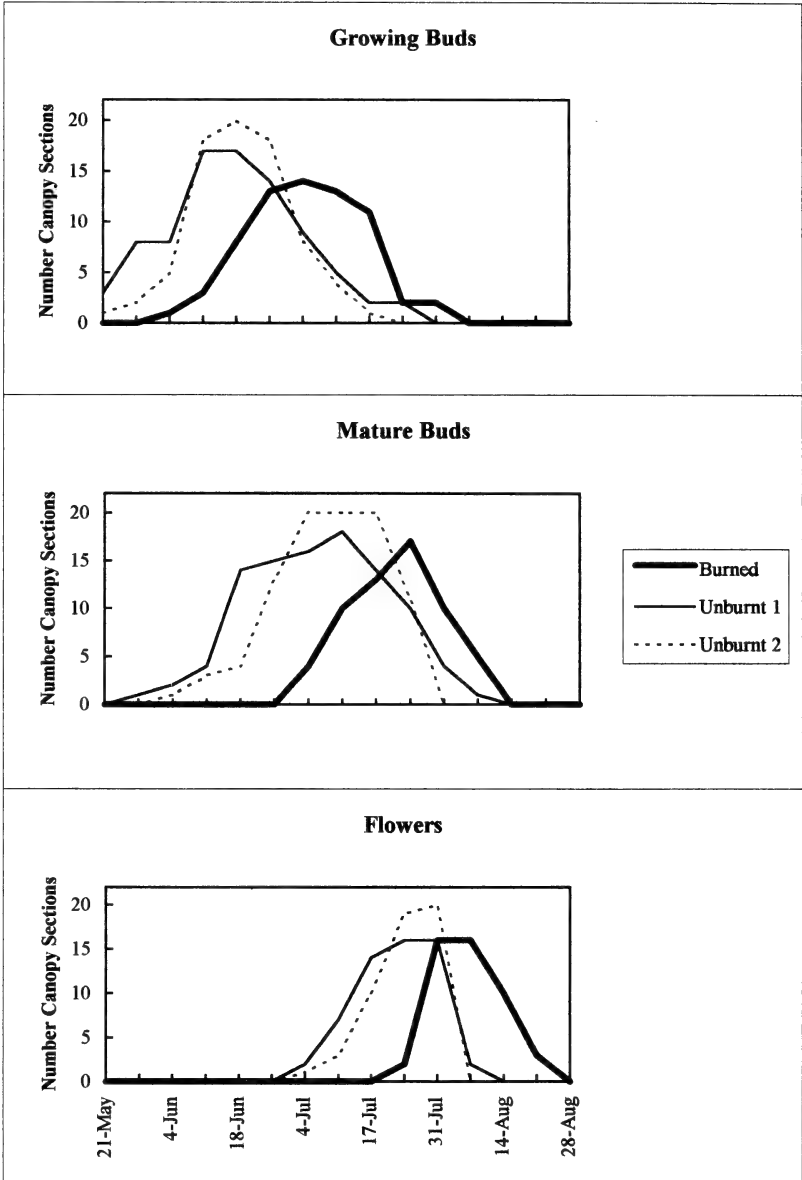 Growing Buds
Number Canopy Sections
20
15
10
5
0
Mature Buds
Number Canopy Sections
20
15
10
5
0
Burned
Unburnt 1
Unburnt 2
Flowers
Number Canopy Sections
20
15
10
5
0
21-May
4-Jun
18-Jun
4-Jul
17-Jul
31-Jul
14-Aug
28-Aug